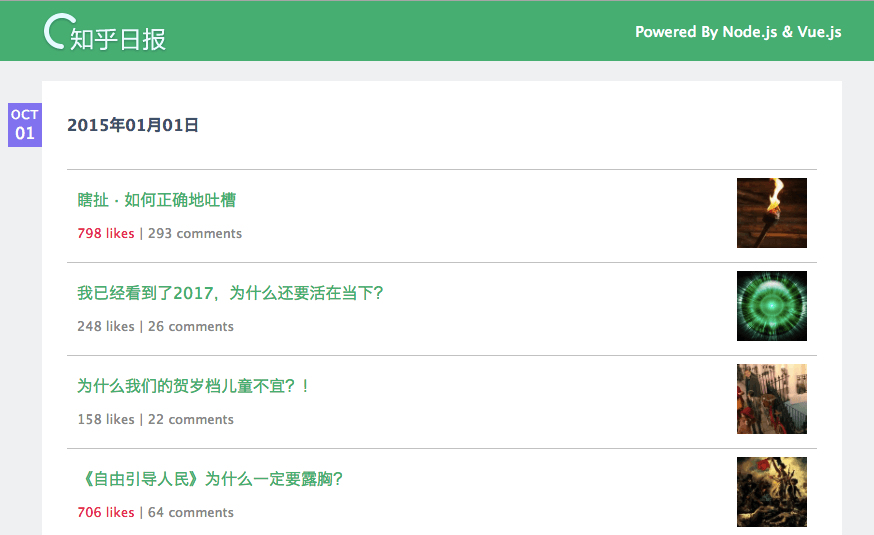 知乎日报
Powered By Node.js & Vue.js
OCT
01
2015年01月01日
瞎扯 · 如何正确地吐槽
798 likes | 293 comments
我已经看到了2017，为什么还要活在当下？
248 likes | 26 comments
为什么我们的贺岁档儿童不宜？！
158 likes | 22 comments
《自由引导人民》为什么一定要露胸？
706 likes | 64 comments